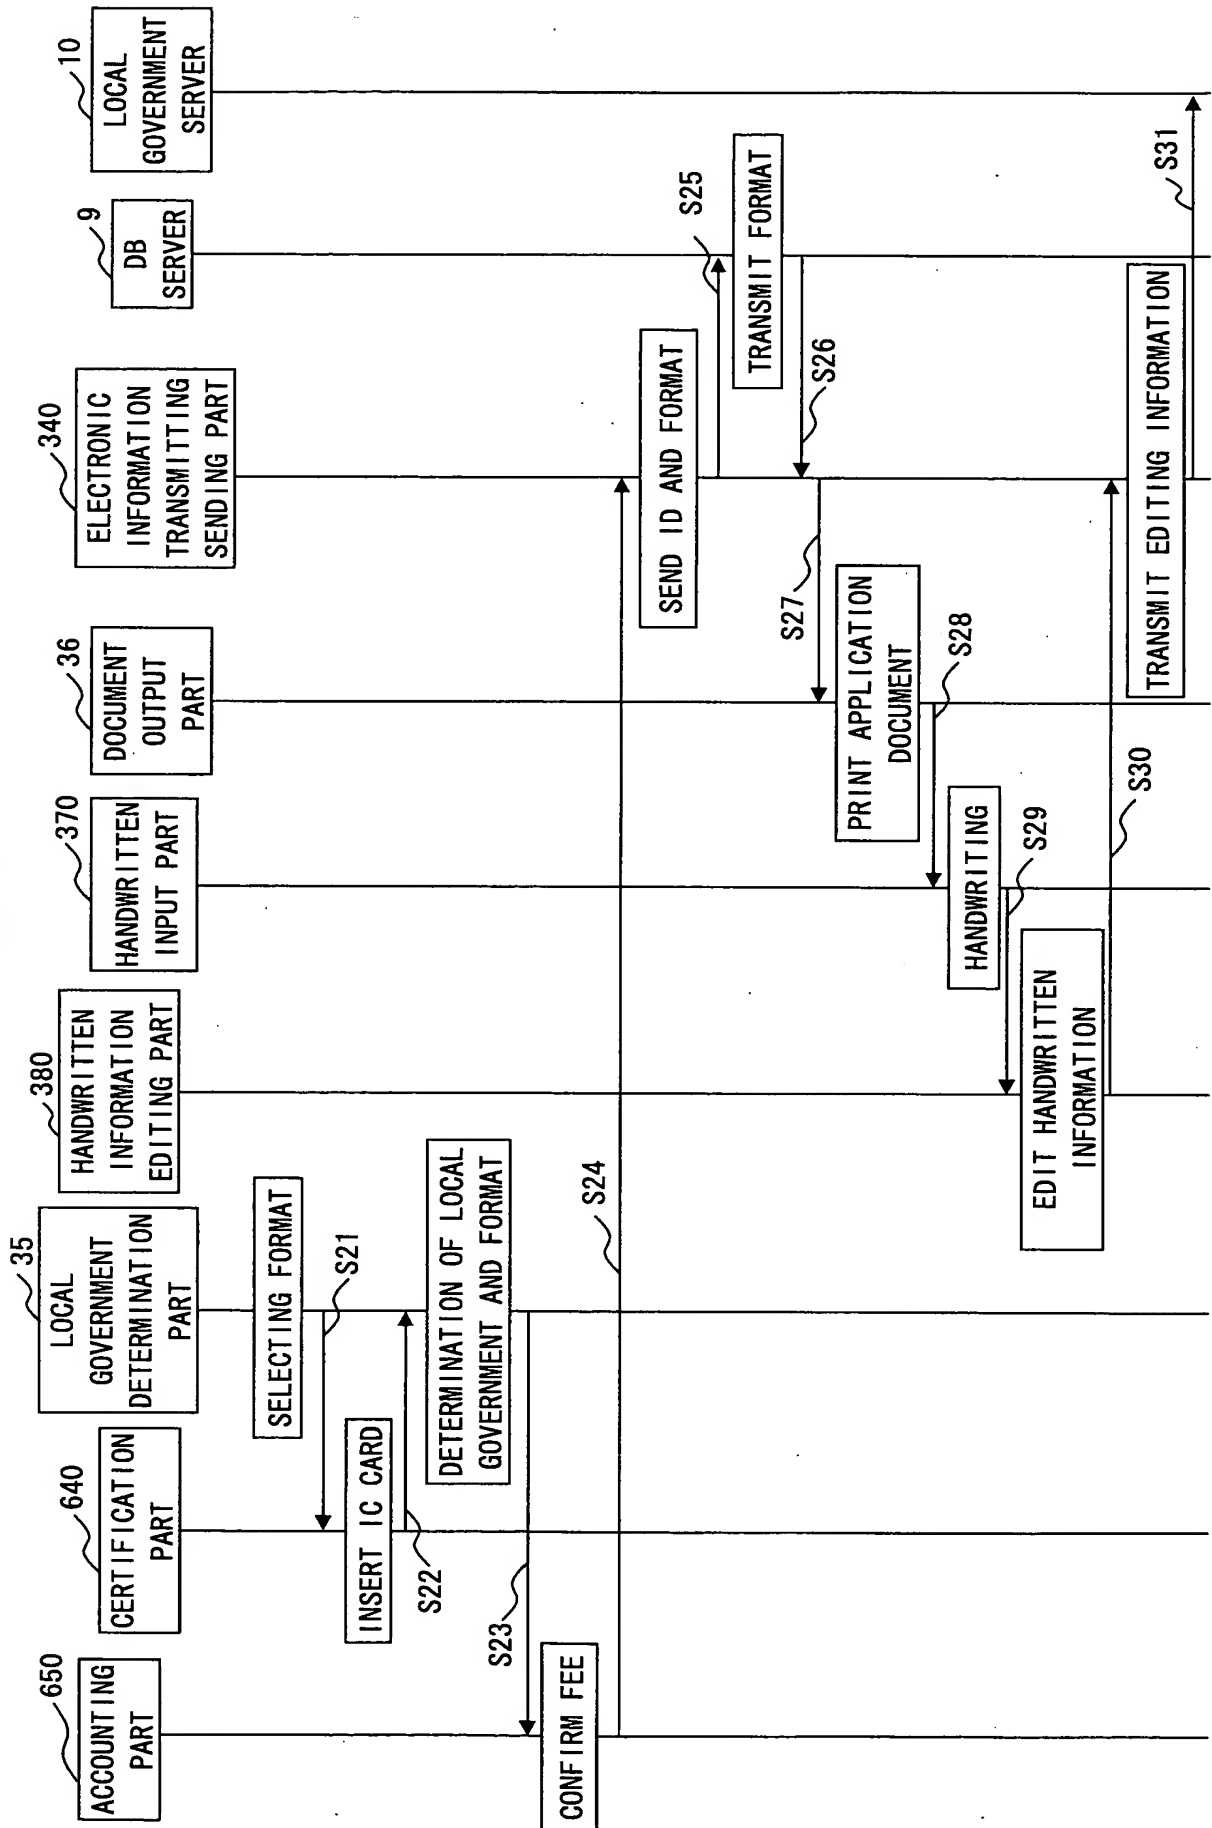 650
ACCOUNTING
PART
640
CERTIFICATION
PART
35
LOCAL
GOVERNMENT
DETERMINATION
PART
380
HANDWRITTEN
INFORMATION
EDITING PART
370
HANDWRITTEN
INPUT PART
36
DOCUMENT
OUTPUT
PART
340
ELECTRONIC
INFORMATION
TRANSMITTING
SENDING PART
9
DB
SERVER
10
LOCAL
GOVERNMENT
SERVER
SELECTING FORMAT
S21
INSERT IC CARD
S22
DETERMINATION OF LOCAL
GOVERNMENT AND FORMAT
S23
CONFIRM FEE
S24
SEND ID AND FORMAT
S25
TRANSMIT FORMAT
S26
S27
PRINT APPLICATION
DOCUMENT
S28
HANDWRITING
S29
EDIT HANDWRITTEN
INFORMATION
S30
TRANSMIT EDITING INFORMATION
S31